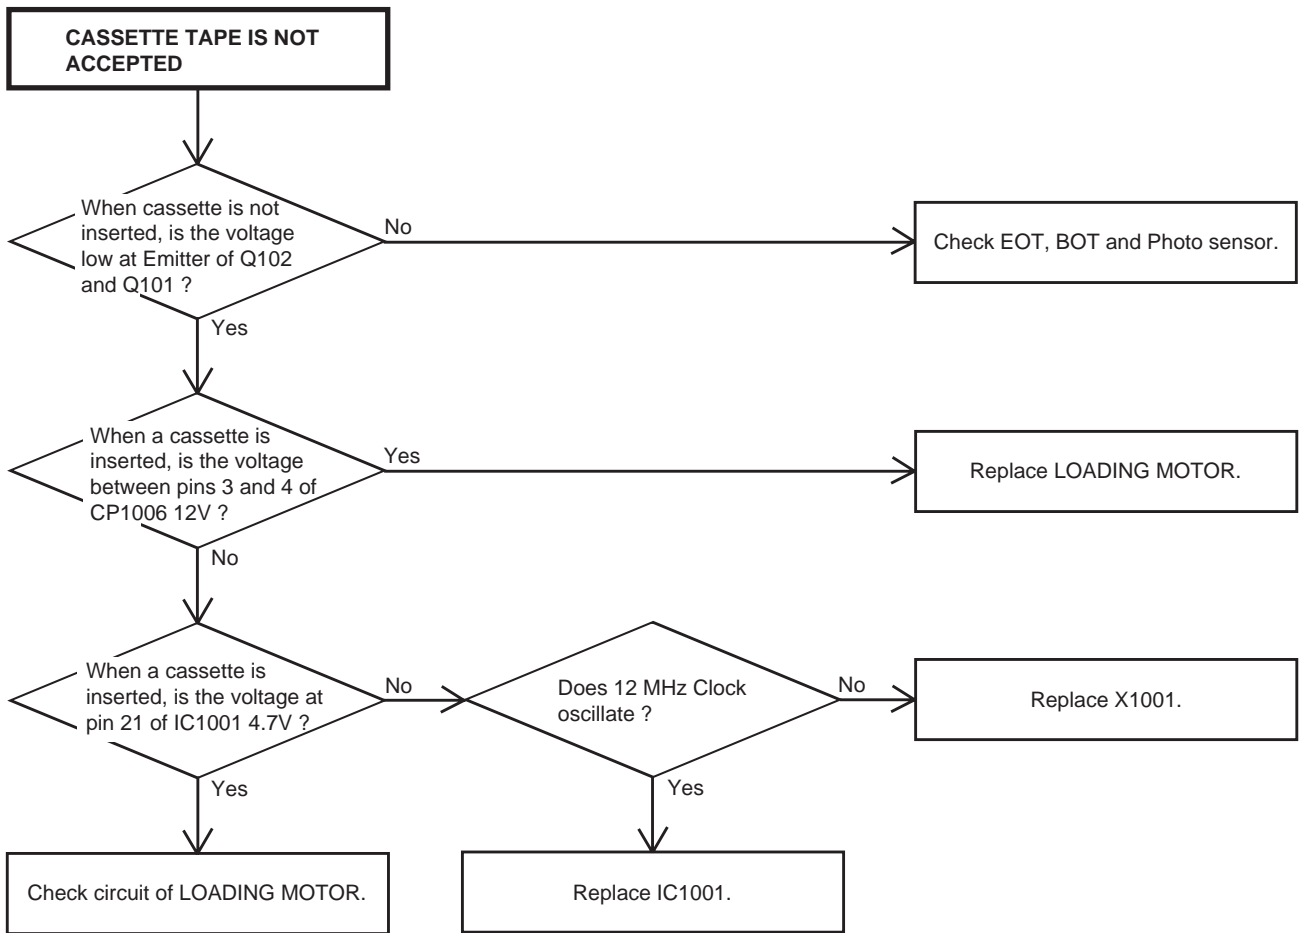 CASSETTE TAPE IS NOT
ACCEPTED
When cassette is not
inserted, is the voltage
low at Emitter of Q102
and Q101 ?
No
Check EOT, BOT and Photo sensor.
Yes
When a cassette is
inserted, is the voltage
between pins 3 and 4 of
CP1006 12V ?
Yes
Replace LOADING MOTOR.
No
When a cassette is
inserted, is the voltage at
pin 21 of IC1001 4.7V ?
No
Does 12 MHz Clock
oscillate ?
No
Replace X1001.
Yes
Yes
Check circuit of LOADING MOTOR.
Replace IC1001.